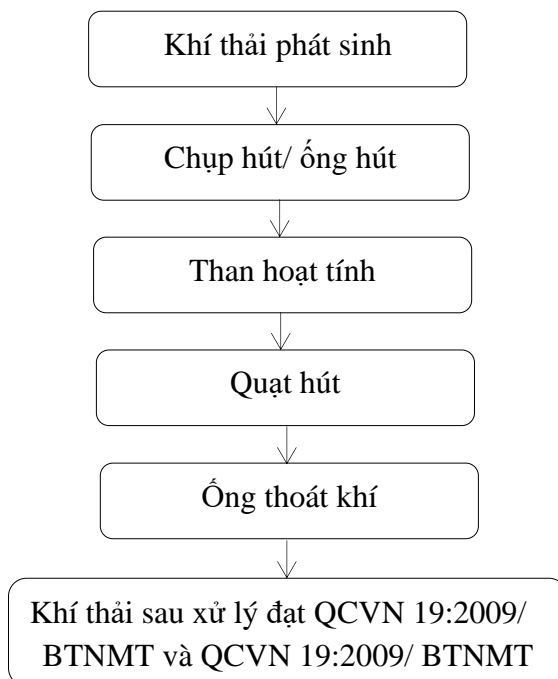 Khí thải phát sinh
Chụp hút/ ống hút
Than hoạt tính
Quạt hút
Ống thoát khí
Khí thải sau xử lý đạt QCVN 19:2009/
BTNMT và QCVN 19:2009/ BTNMT